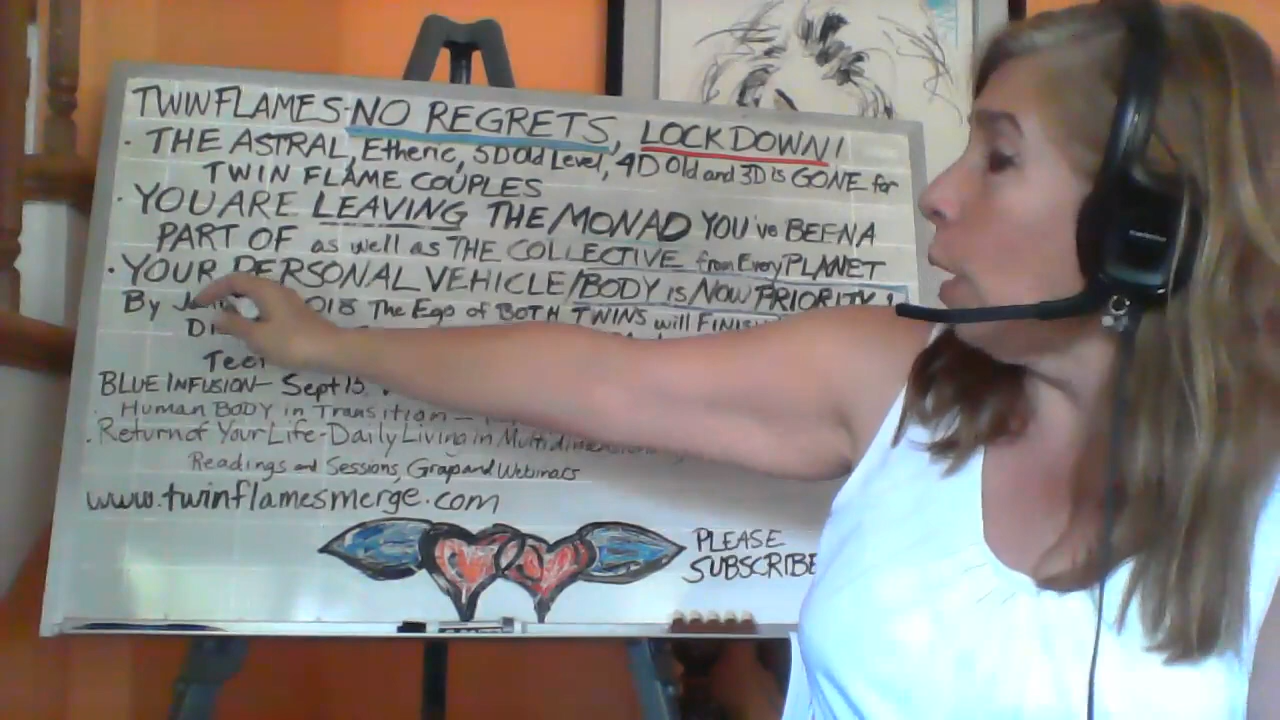 TWINFLAMES-NO REGRETS, LOCKDOWN!
• THE ASTRAL, Etheric, 5D Old Level, 4D Old and 3D is GONE for
TWIN FLAME COUPLES
• YOU ARE LEAVING THE MONAD YOU'VE BEEN A
PART OF as well as THE COLLECTIVE from Every PLANET
• YOUR PERSONAL VEHICLE/BODY is NOW PRIORITY!
By 2018 The Ego of BOTH TWINS will FINISH
BLUE INFUSION- Sept 15
• Human BODY in Transition -
• Return of Your Life-Daily Living in
Readings and Sessions, Group and Webinars
www.twinflamesmerge.com
PLEASE
SUBSCRIBE